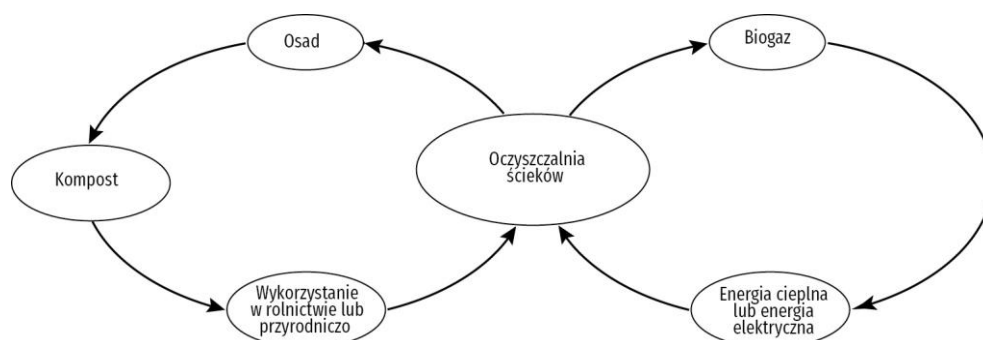 Osad
Biogaz
Oczyszczalnia
ścieków
Kompost
Wykorzystanie
w rolnictwie lub
przyrodniczo
Energia cieplna
lub energia
elektryczna